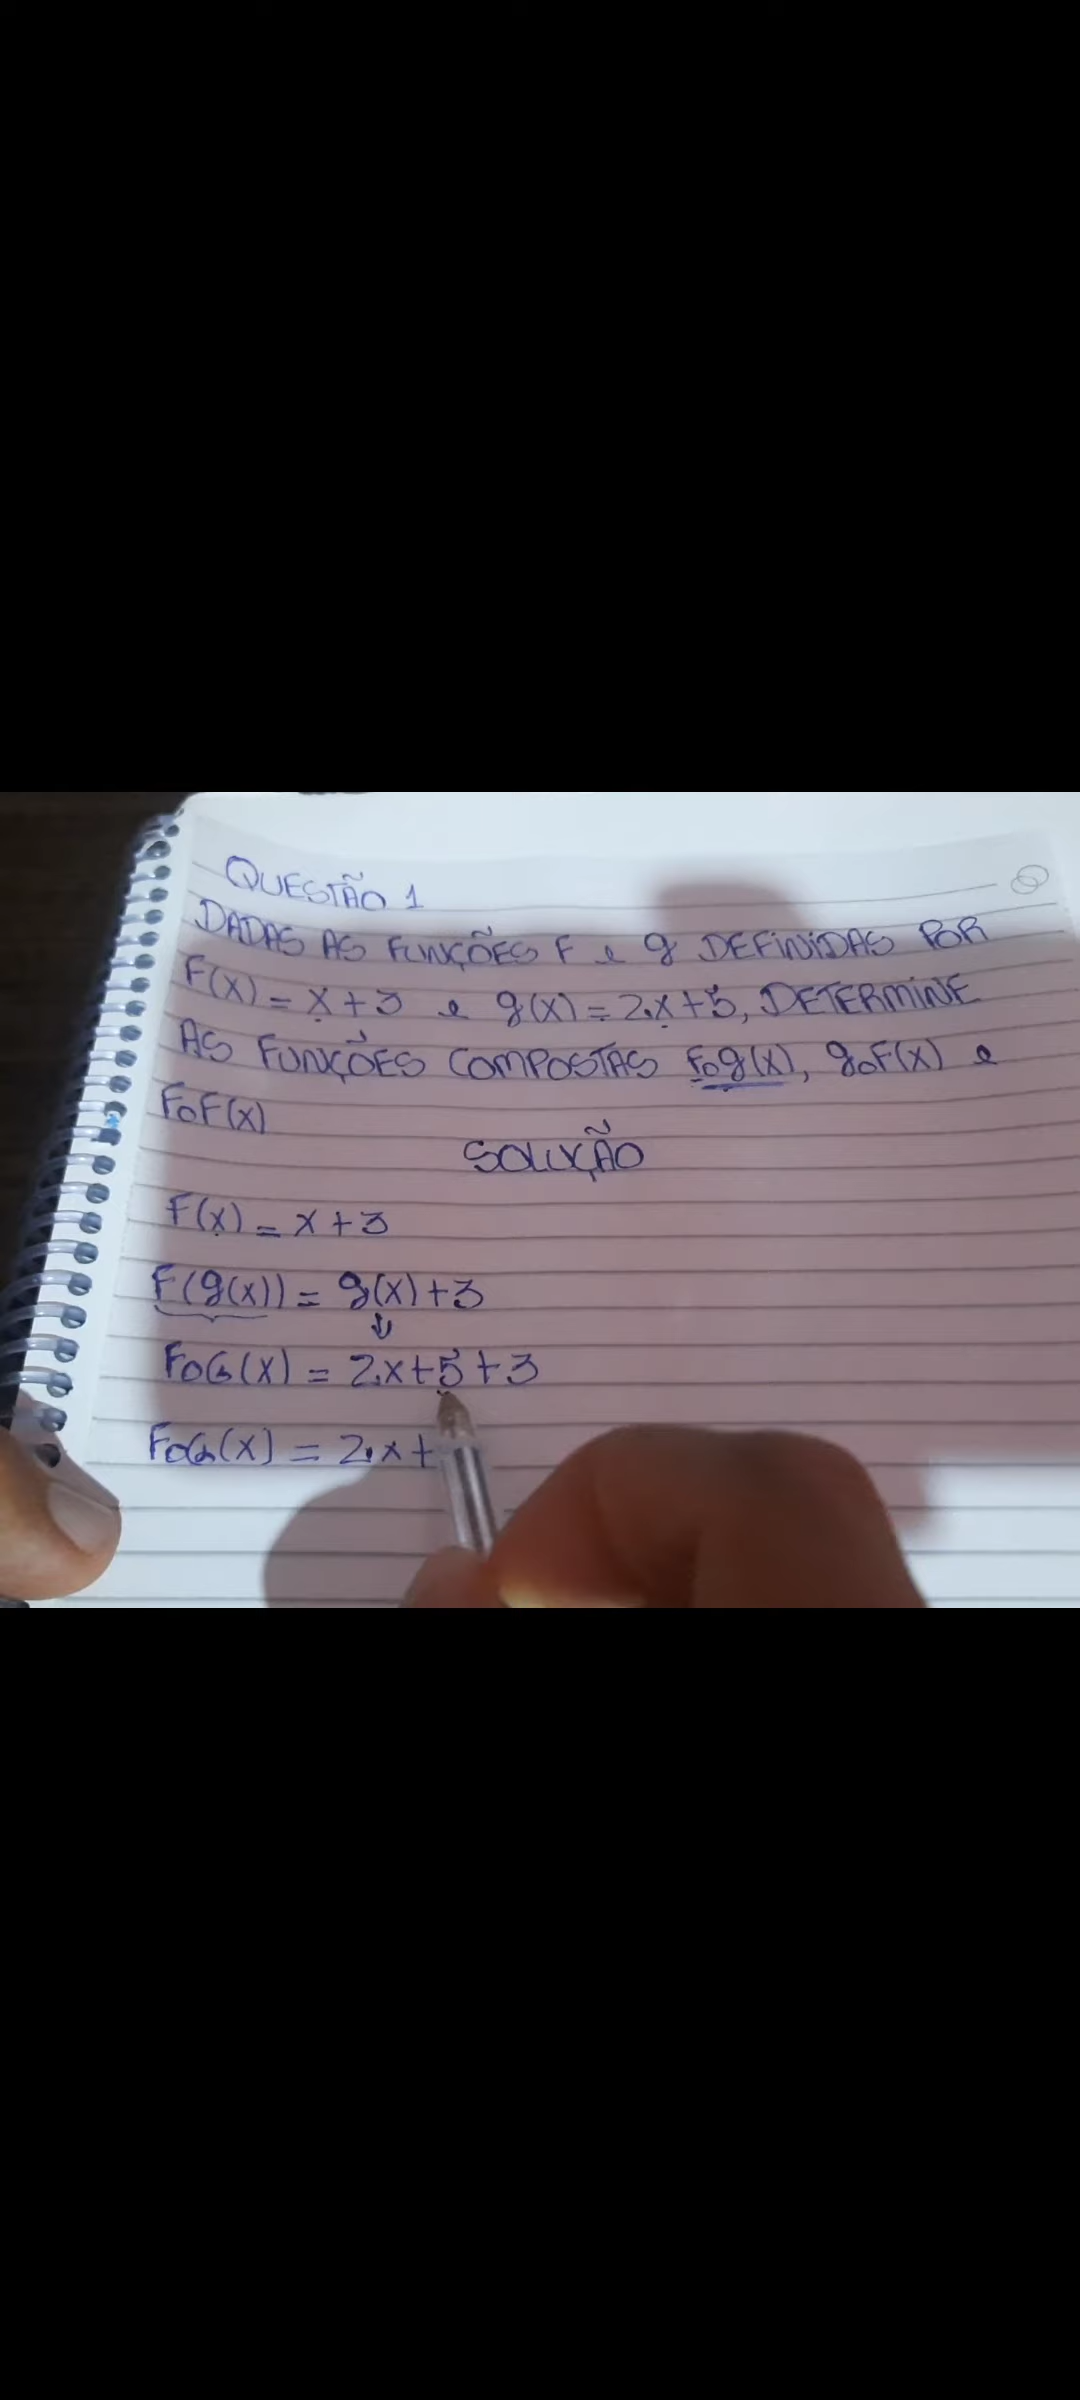 QUESTÃO 1
DADAS AS FUNÇÕES F e g DEFINIDAS POR
F(x) = x + 3 e g(x) = 2.x + 5, DETERMINE
AS FUNÇÕES COMPOSTAS Fog(x), goF(x) e
FoF(x)
SOLUÇÃO
F(x) = x + 3
F(g(x)) = g(x) + 3
FOG(x) = 2.x + 5 + 3
FOG(x) = 2.x +